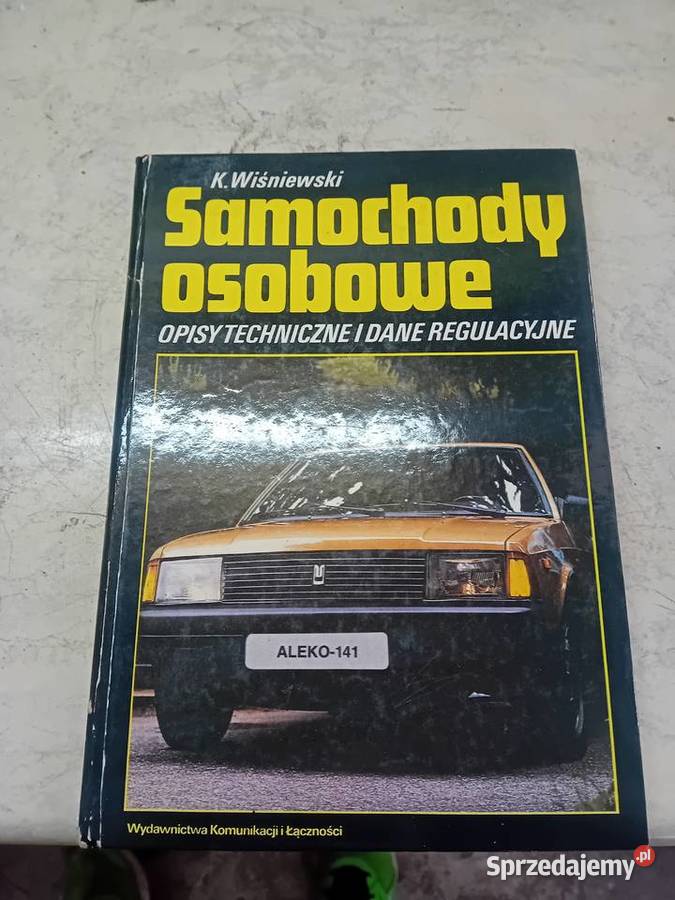 K. Wiśniewski
Samochody
osobowe
OPISY TECHNICZNE I DANE REGULACYJNE
ALEKO-141
Wydawnictwa Komunikacji i Łączności
Sprzedajemy.pl